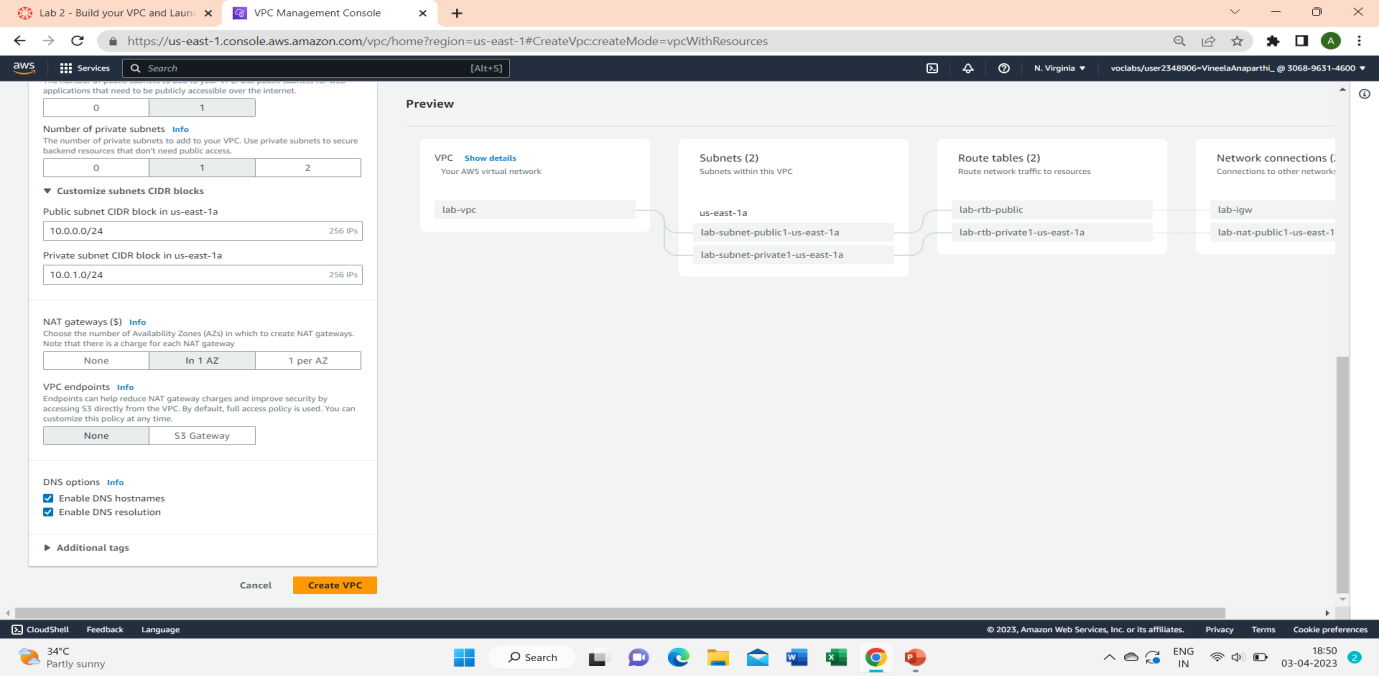 Lab 2 - Build your VPC and Laun
VPC Management Console
https://us-east-1.console.aws.amazon.com/vpc/home?region=us-east-1#CreateVpc:createMode=vpcWithResources
A
aws
Services
Search
[Alt+S]
N. Virginia
voclabs/user2348906=VineelaAnaparthi_ @ 3068-9631-4600
applications that need to be publicly accessible over the internet.
0
1
Number of private subnets Info
The number of private subnets to add to your VPC. Use private subnets to secure
backend resources that don't need public access.
0
1
2
Customize subnets CIDR blocks
Public subnet CIDR block in us-east-1a
10.0.0.0/24
256 IPs
Private subnet CIDR block in us-east-1a
10.0.1.0/24
256 IPs
NAT gateways ($) Info
Choose the number of Availability Zones (AZs) in which to create NAT gateways.
Note that there is a charge for each NAT gateway
None
In 1 AZ
1 per AZ
VPC endpoints Info
Endpoints can help reduce NAT gateway charges and improve security by
accessing S3 directly from the VPC. By default, full access policy is used. You can
customize this policy at any time.
None
S3 Gateway
DNS options Info
Enable DNS hostnames
Enable DNS resolution
Additional tags
Cancel
Create VPC
Preview
VPC Show details
Your AWS virtual network
lab-vpc
Subnets (2)
Subnets within this VPC
us-east-1a
lab-subnet-public1-us-east-1a
lab-subnet-private1-us-east-1a
Route tables (2)
Route network traffic to resources
lab-rtb-public
lab-rtb-private1-us-east-1a
Network connections (
Connections to other network
lab-igw
lab-nat-public1-us-east-1
CloudShell
Feedback
Language
© 2023, Amazon Web Services, Inc. or its affiliates.
Privacy
Terms
Cookie preferences
34°C
Partly sunny
Search
ENG
IN
18:50
03-04-2023
2